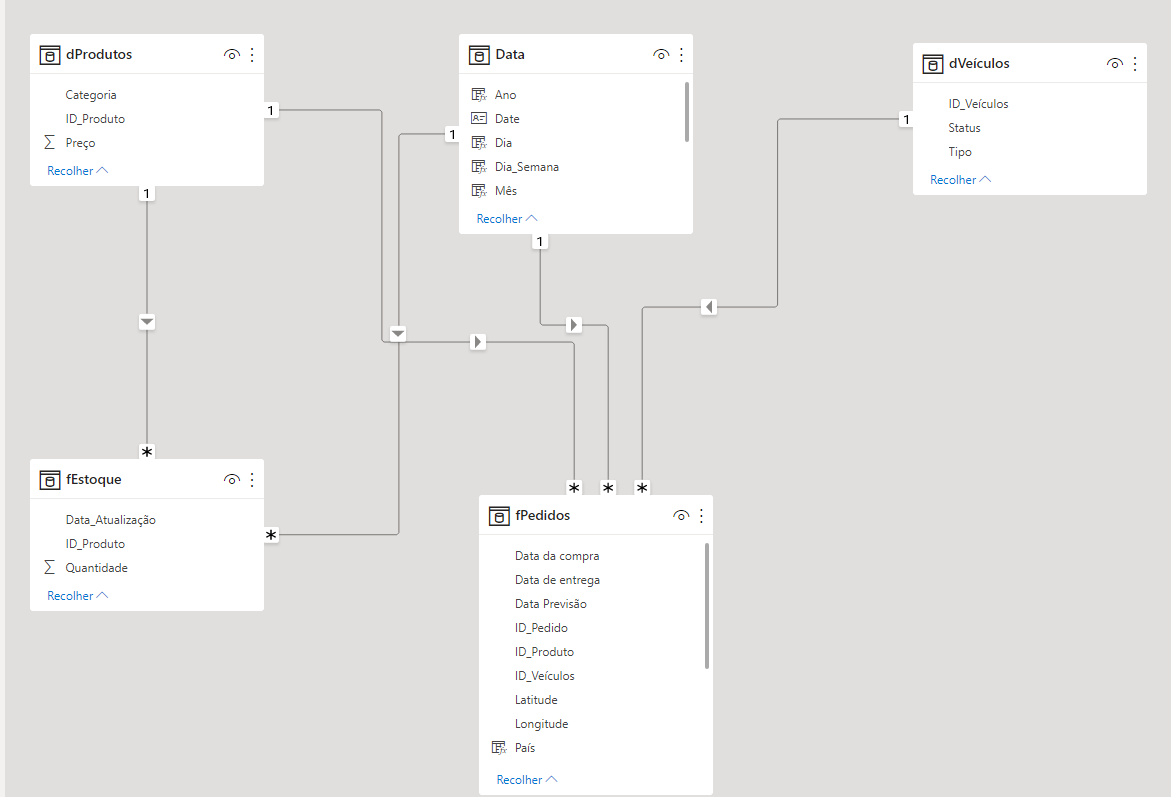 dProdutos
Categoria
ID_Produto
Preço
Recolher
1
1
Data
Ano
Date
Dia
Dia_Semana
Mês
Recolher
1
1
dVeículos
ID_Veículos
Status
Tipo
Recolher
1
*
fEstoque
Data_Atualização
ID_Produto
Quantidade
Recolher
*
*
*
*
fPedidos
Data da compra
Data de entrega
Data Previsão
ID_Pedido
ID_Produto
ID_Veículos
Latitude
Longitude
País
Recolher